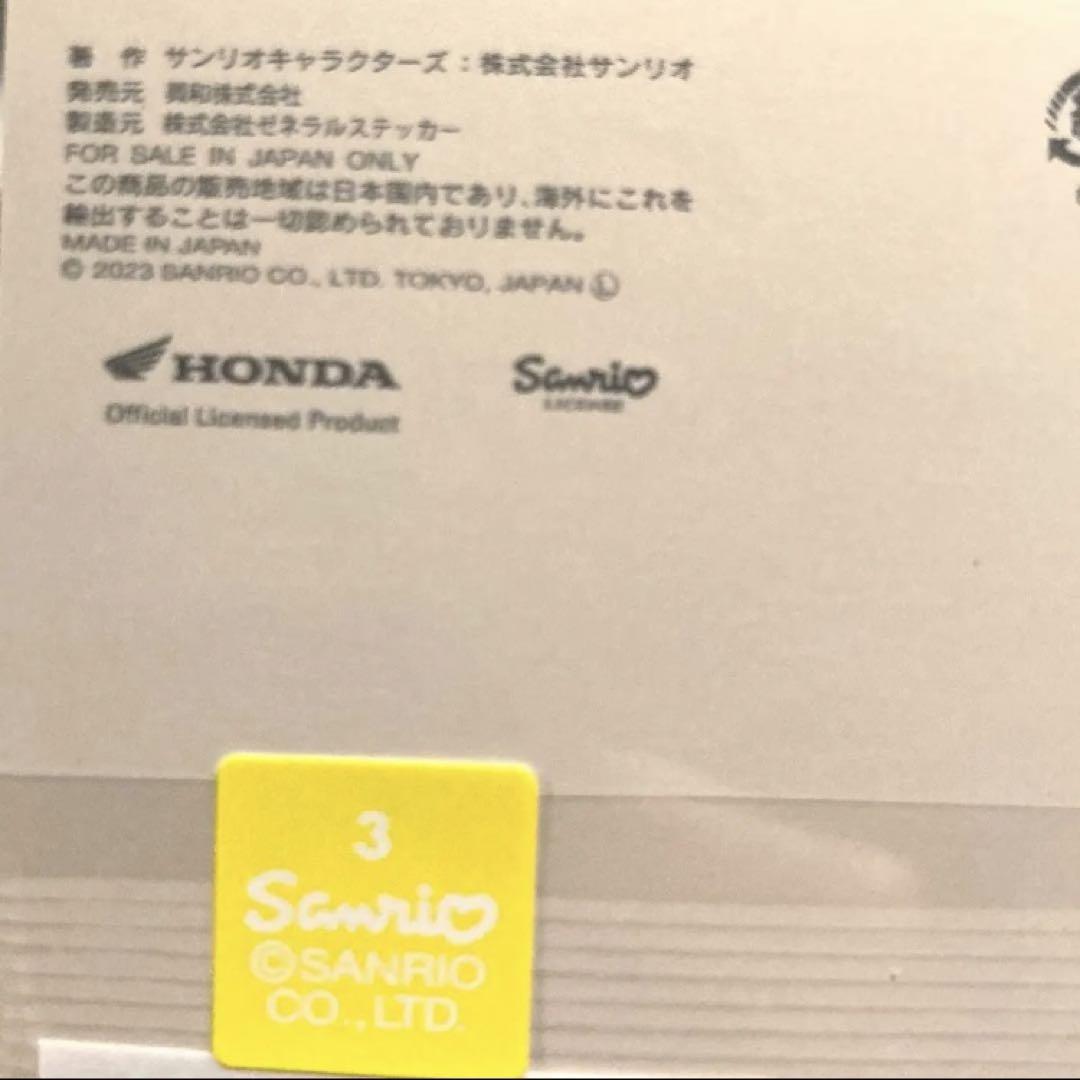 著 作 サンリオキャラクターズ：株式会社サンリオ
発売元 興和株式会社
製造元 株式会社ゼネラルステッカー
FOR SALE IN JAPAN ONLY
この商品の販売地域は日本国内であり､海外にこれを
輸出することは一切認められておりません。
MADE IN JAPAN
© 2023 SANRIO CO., LTD. TOKYO, JAPAN Ⓛ
HONDA
Official Licensed Product
Sanrio
LICENSE
3
Sanrio
©SANRIO
CO.,LTD.